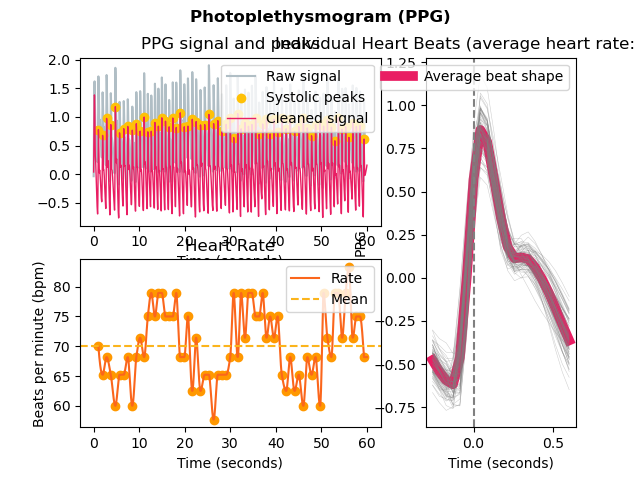 Photoplethysmogram (PPG)
PPG signal and peaks
Individual Heart Beats (average heart rate:
Raw signal
Systolic peaks
Cleaned signal
2.0
1.5
1.0
0.5
0.0
−0.5
0 10 20 30 40 50 60
Time (seconds)
Average beat shape
1.25
1.00
0.75
0.50
0.25
0.00
−0.25
−0.50
−0.75
PPG
0.0 0.5
Time (seconds)
Heart Rate
Rate
Mean
Beats per minute (bpm)
80
75
70
65
60
0 10 20 30 40 50 60
Time (seconds)